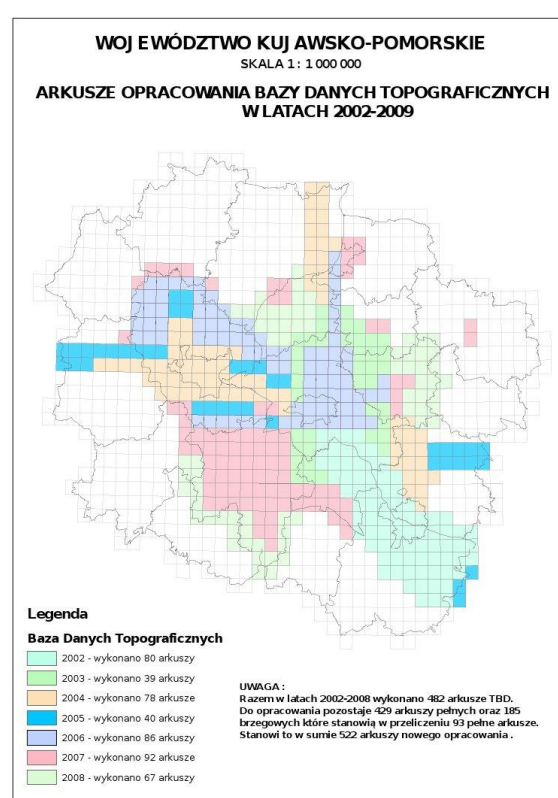 WOJEWÓDZTWO KUJAWSKO-POMORSKIE
SKALA 1 : 1 000 000
ARKUSZE OPRACOWANIA BAZY DANYCH TOPOGRAFICZNYCH
W LATACH 2002-2009
Legenda
Baza Danych Topograficznych
2002 - wykonano 80 arkuszy
2003 - wykonano 39 arkuszy
2004 - wykonano 78 arkusze
2005 - wykonano 40 arkuszy
2006 - wykonano 86 arkuszy
2007 - wykonano 92 arkusze
2008 - wykonano 67 arkuszy
UWAGA :
Razem w latach 2002-2008 wykonano 482 arkusze TBD.
Do opracowania pozostaje 429 arkuszy pełnych oraz 185
brzegowych które stanowią w przeliczeniu 93 pełne arkusze.
Stanowi to w sumie 522 arkuszy nowego opracowania .